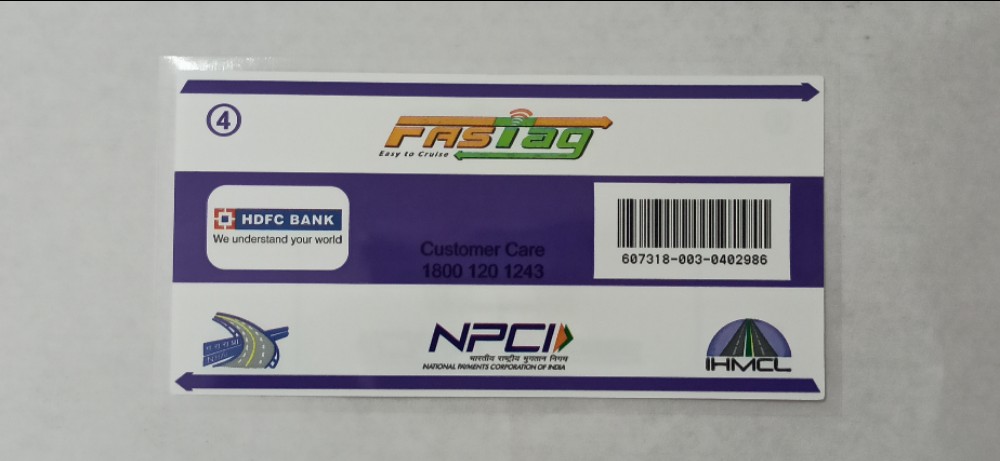 4
FASTag
Easy to Cruise
HDFC BANK
We understand your world
Customer Care
1800 120 1243
607318-003-0402986
NPCI
भारतीय राष्ट्रीय भुगतान निगम
NATIONAL PAYMENTS CORPORATION OF INDIA
IHMCL